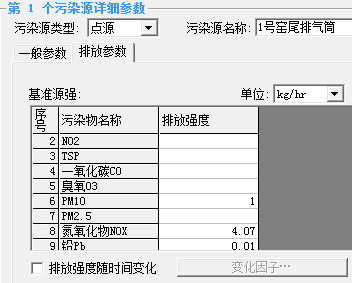 第 1 个污染源详细参数
污染源类型: 点源 污染源名称: 1号窑尾排气筒
一般参数 排放参数
基准源强: 单位: kg/hr
序号 污染物名称 排放强度
2 NO2
3 TSP
4 一氧化碳CO
5 臭氧O3
6 PM10 1
7 PM2.5
8 氮氧化物NOX 4.07
9 铅Pb 0.01
排放强度随时间变化 变化因子…